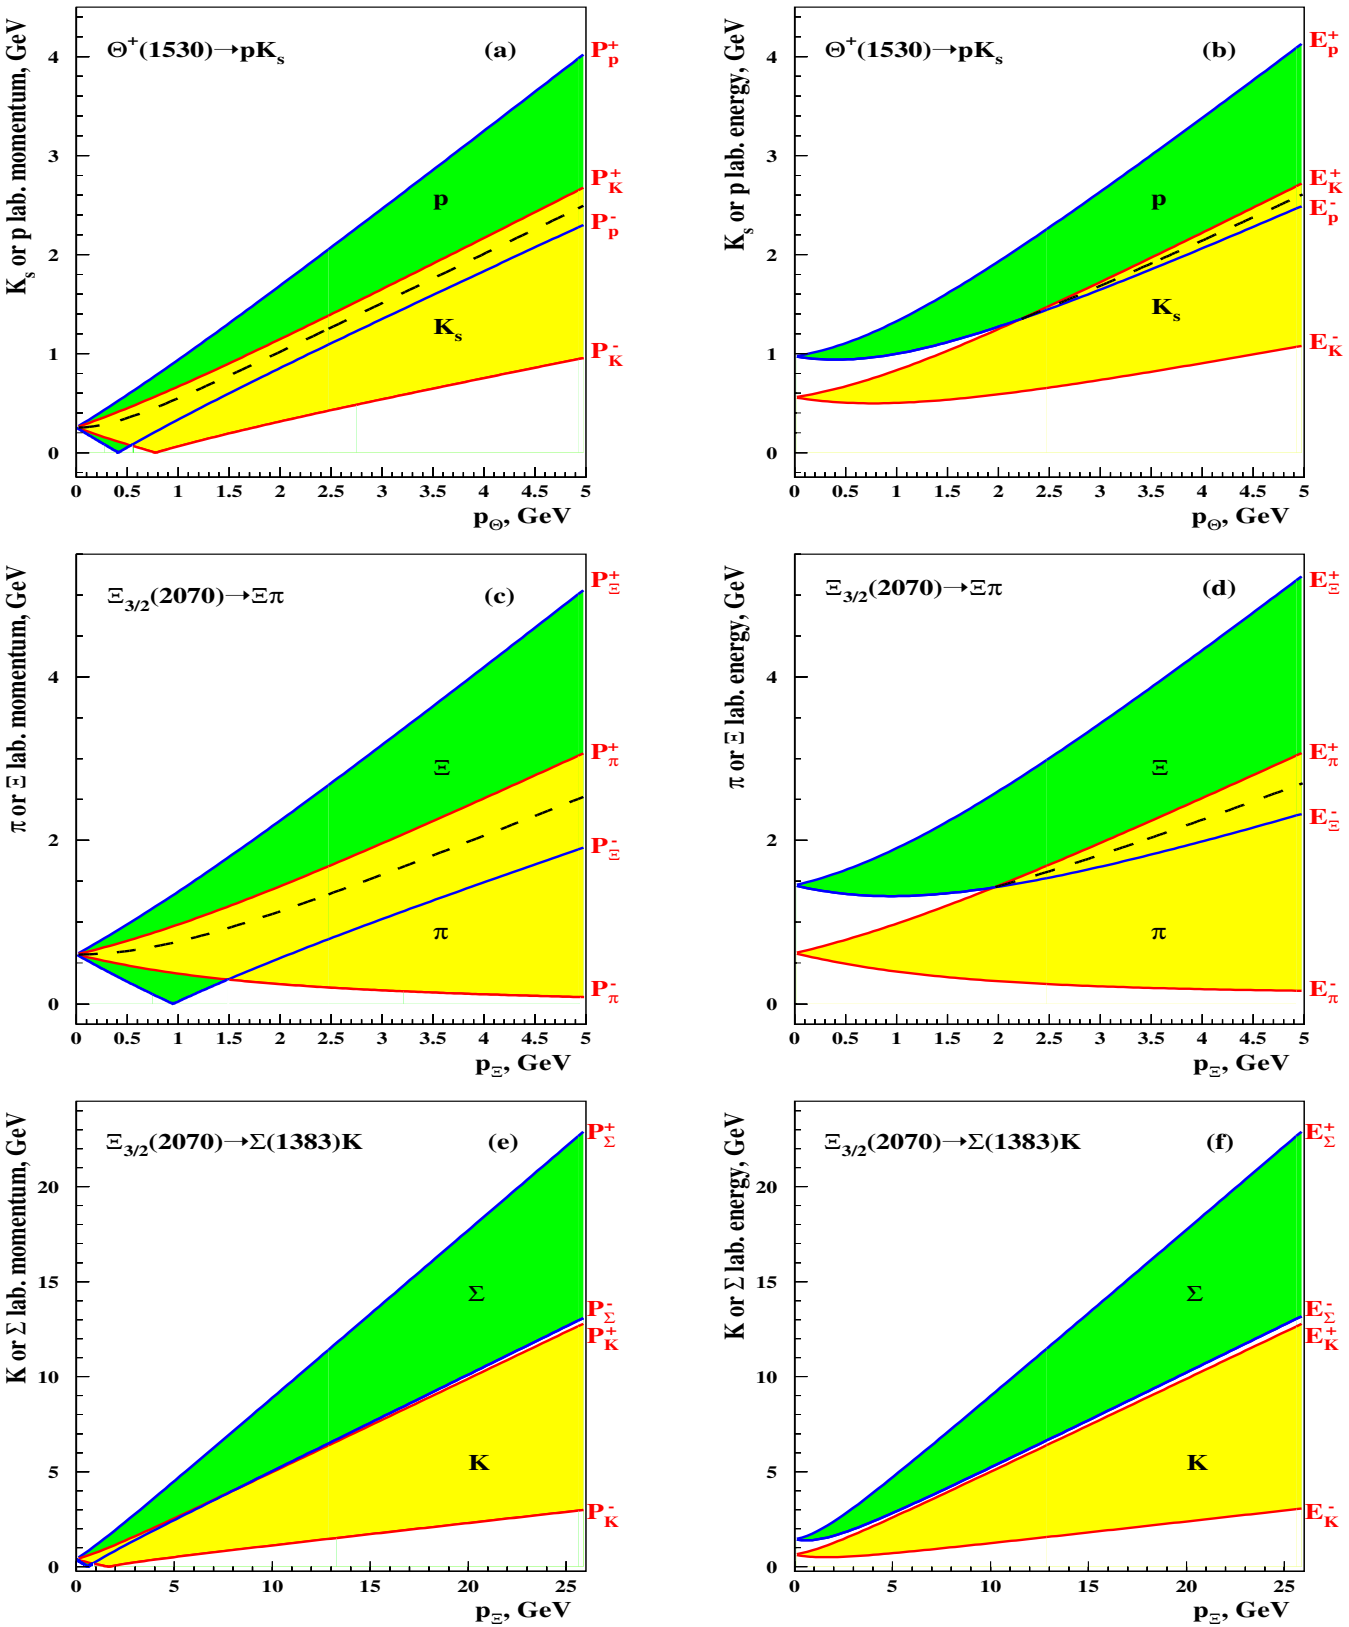 K_s or p lab. momentum, GeV
Θ⁺(1530)→pK_s
(a)
4
3
2
1
0
p
K_s
P_p^+
P_K^+
P_p^-
P_K^-
0 0.5 1 1.5 2 2.5 3 3.5 4 4.5 5
p_Θ, GeV
K_s or p lab. energy, GeV
Θ⁺(1530)→pK_s
(b)
4
3
2
1
0
p
K_s
E_p^+
E_K^+
E_p^-
E_K^-
0 0.5 1 1.5 2 2.5 3 3.5 4 4.5 5
p_Θ, GeV
π or Ξ lab. momentum, GeV
Ξ_3/2(2070)→Ξπ
(c)
4
2
0
Ξ
π
P_Ξ^+
P_π^+
P_Ξ^-
P_π^-
0 0.5 1 1.5 2 2.5 3 3.5 4 4.5 5
p_Ξ, GeV
π or Ξ lab. energy, GeV
Ξ_3/2(2070)→Ξπ
(d)
4
2
0
Ξ
π
E_Ξ^+
E_π^+
E_Ξ^-
E_π^-
0 0.5 1 1.5 2 2.5 3 3.5 4 4.5 5
p_Ξ, GeV
K or Σ lab. momentum, GeV
Ξ_3/2(2070)→Σ(1383)K
(e)
20
15
10
5
0
Σ
K
P_Σ^+
P_Σ^-
P_K^+
P_K^-
0 5 10 15 20 25
p_Ξ, GeV
K or Σ lab. energy, GeV
Ξ_3/2(2070)→Σ(1383)K
(f)
20
15
10
5
0
Σ
K
E_Σ^+
E_Σ^-
E_K^+
E_K^-
0 5 10 15 20 25
p_Ξ, GeV